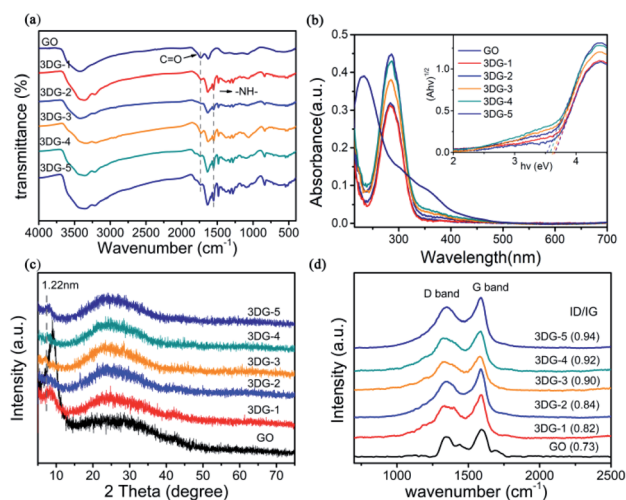 (a)
GO
3DG-1
3DG-2
3DG-3
3DG-4
3DG-5
C=O
-NH-
transmittance (%)
4000 3500 3000 2500 2000 1500 1000 500
Wavenumber (cm-1)
(b)
GO
3DG-1
3DG-2
3DG-3
3DG-4
3DG-5
(Ahv)1/2
2 3 4
hv (eV)
0.5
0.4
0.3
0.2
0.1
0.0
Absorbance(a.u.)
300 400 500 600 700
Wavelength(nm)
(c)
1.22nm
3DG-5
3DG-4
3DG-3
3DG-2
3DG-1
GO
Intensity (a.u.)
10 20 30 40 50 60 70
2 Theta (degree)
(d)
D band
G band
ID/IG
3DG-5 (0.94)
3DG-4 (0.92)
3DG-3 (0.90)
3DG-2 (0.84)
3DG-1 (0.82)
GO (0.73)
Intensity (a.u.)
1000 1500 2000 2500
wavenumber (cm-1)